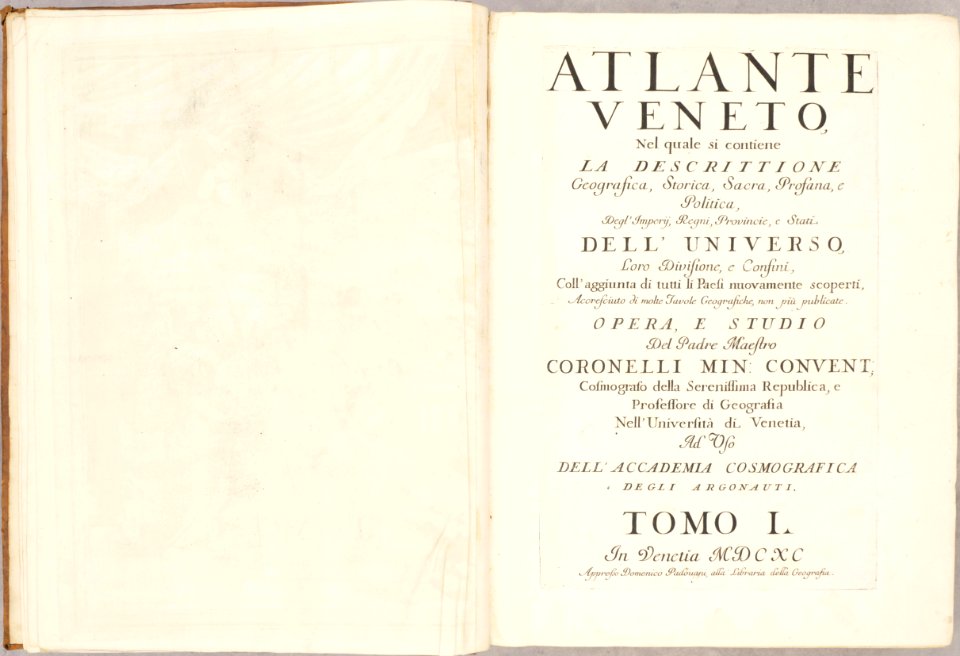 ATLANTE
VENETO,
Nel quale si contiene
LA DESCRITTIONE
Geografica, Storica, Sacra, Profana, e
Politica,
Degl'Imperij, Regni, Provincie, e Stati
DELL' UNIVERSO,
Loro Diviſione, e Confini,
Coll'aggiunta di tutti li Paeſi nuovamente scoperti,
Accreſciuto di molte Tavole Geografiche, non più publicate.
OPERA, E STUDIO
Del Padre Maeſtro
CORONELLI MIN: CONVENT;
Coſmografo della Sereniſſima Republica, e
Profeſſore di Geografia
Nell'Univerſità di Venetia,
Ad Uſo
DELL'ACCADEMIA COSMOGRAFICA
DEGLI ARGONAUTI.
TOMO I.
In Venetia MDCXC
Appreſſo Domenico Padouani, alla Libraria della Geografia.